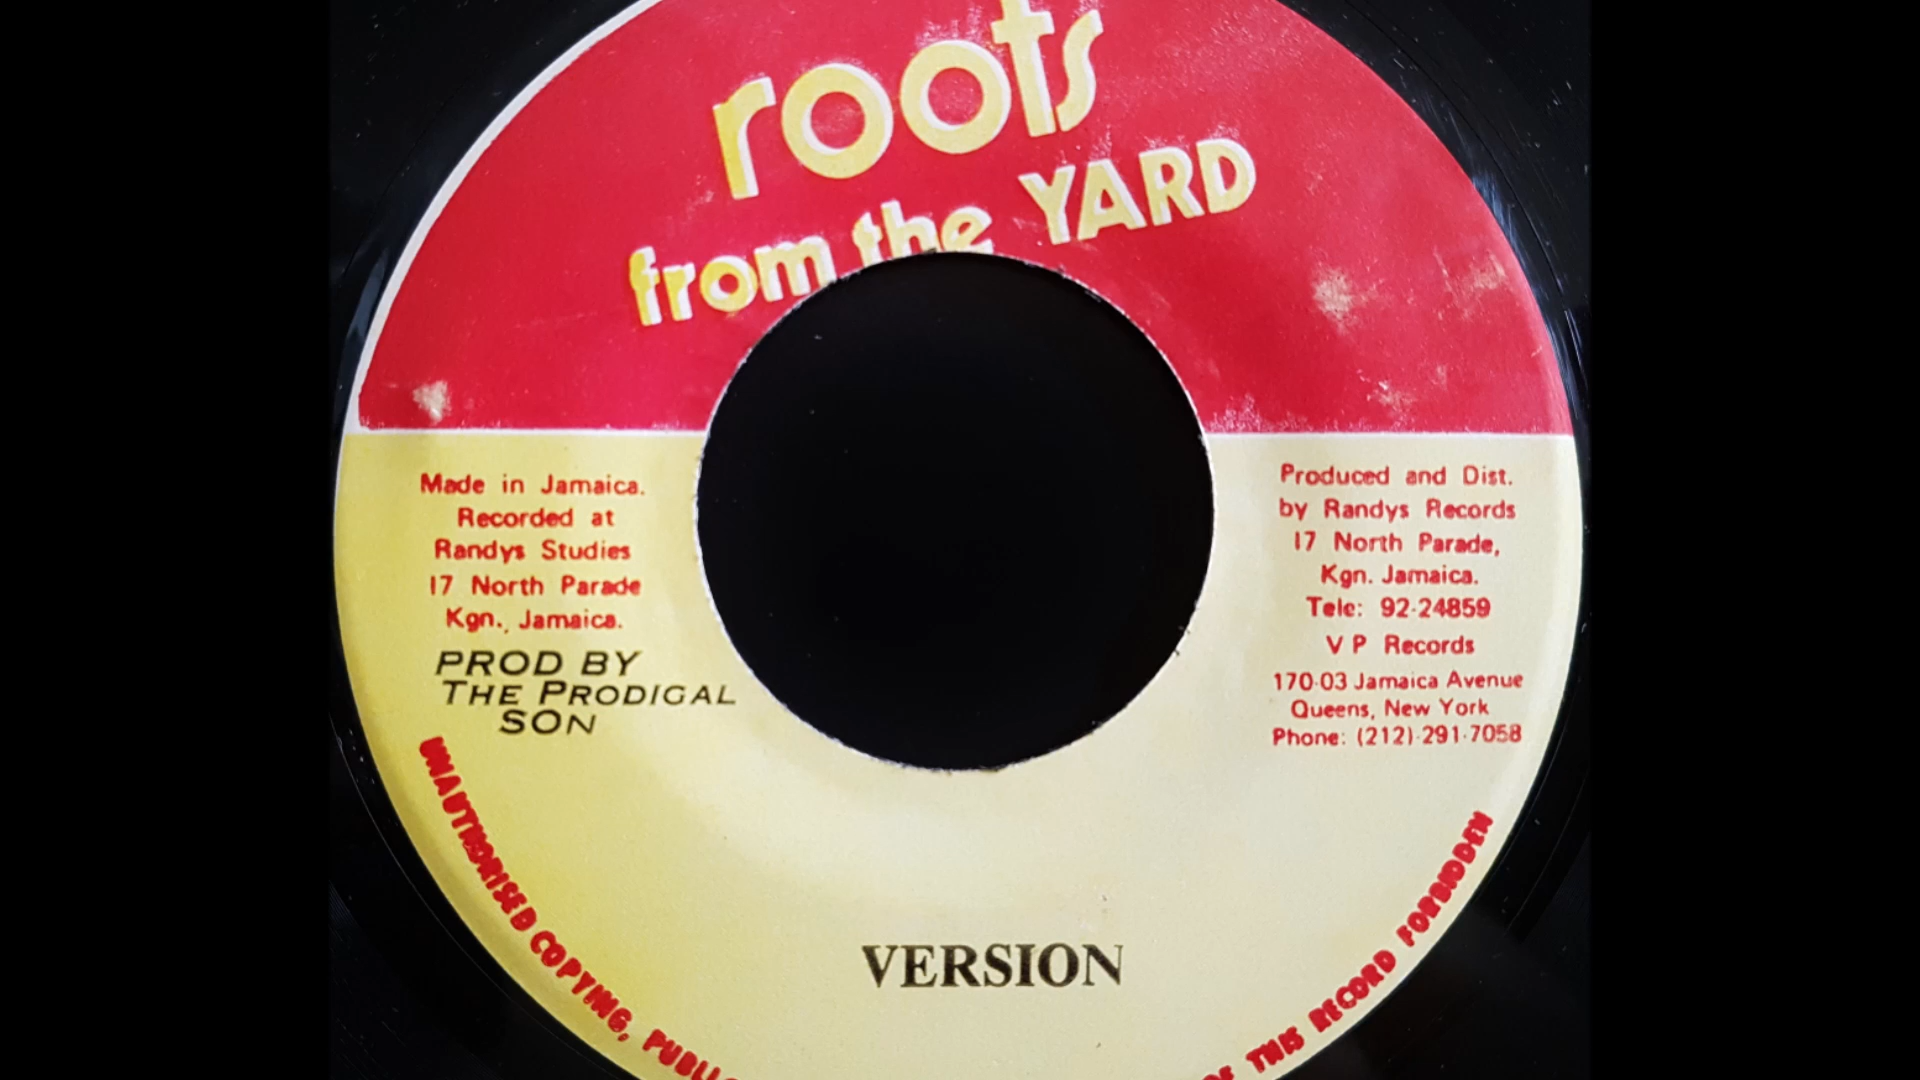 roots
from the YARD
Made in Jamaica.
Recorded at
Randys Studies
17 North Parade
Kgn., Jamaica.
PROD BY
THE PRODIGAL
SON
Produced and Dist.
by Randys Records
17 North Parade,
Kgn. Jamaica.
Tele: 92-24859
V P Records
170-03 Jamaica Avenue
Queens, New York
Phone: (212)-291-7058
VERSION
UNAUTHORISED COPYING,
OF THIS RECORD FORBIDDEN